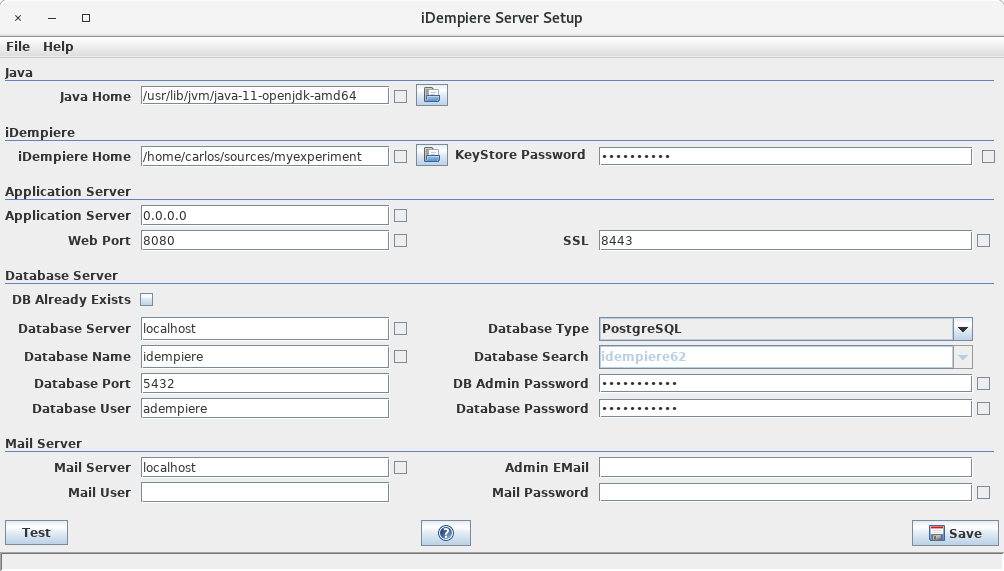 iDempiere Server Setup
File Help
Java
Java Home /usr/lib/jvm/java-11-openjdk-amd64
iDempiere
iDempiere Home /home/carlos/sources/myexperiment KeyStore Password ••••••••••
Application Server
Application Server 0.0.0.0
Web Port 8080 SSL 8443
Database Server
DB Already Exists
Database Server localhost Database Type PostgreSQL
Database Name idempiere Database Search idempiere62
Database Port 5432 DB Admin Password •••••••••••
Database User adempiere Database Password •••••••••••
Mail Server
Mail Server localhost Admin EMail
Mail User Mail Password
Test ? Save